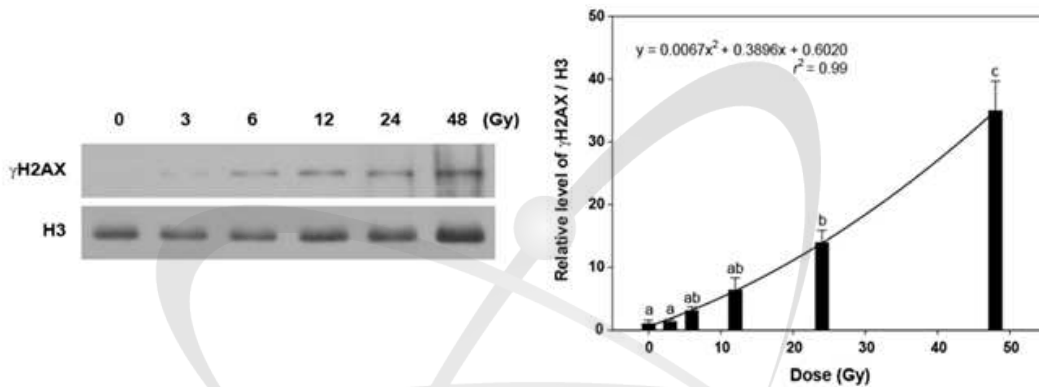 0 3 6 12 24 48 (Gy)
γH2AX
H3
y = 0.0067x² + 0.3896x + 0.6020
r² = 0.99
Relative level of γH2AX / H3
50
40
30
20
10
0
a a ab ab b c
0 10 20 30 40 50
Dose (Gy)